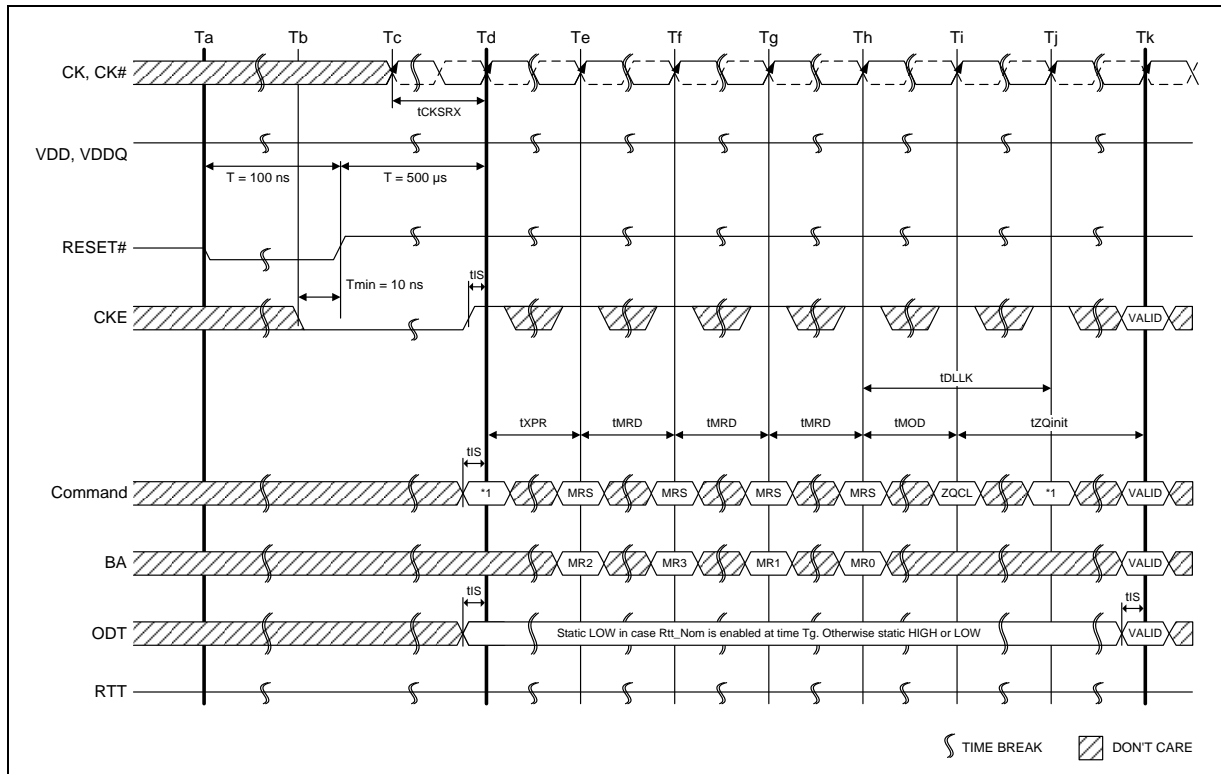 Ta Tb Tc Td Te Tf Tg Th Ti Tj Tk
CK, CK#
tCKSRX
VDD, VDDQ
T = 100 ns T = 500 µs
RESET#
tIS
Tmin = 10 ns
CKE VALID
tDLLK
tXPR tMRD tMRD tMRD tMOD tZQinit
tIS
Command *1 MRS MRS MRS MRS ZQCL *1 VALID
BA MR2 MR3 MR1 MR0 VALID
tIS tIS
ODT Static LOW in case Rtt_Nom is enabled at time Tg. Otherwise static HIGH or LOW VALID
RTT
TIME BREAK DON'T CARE